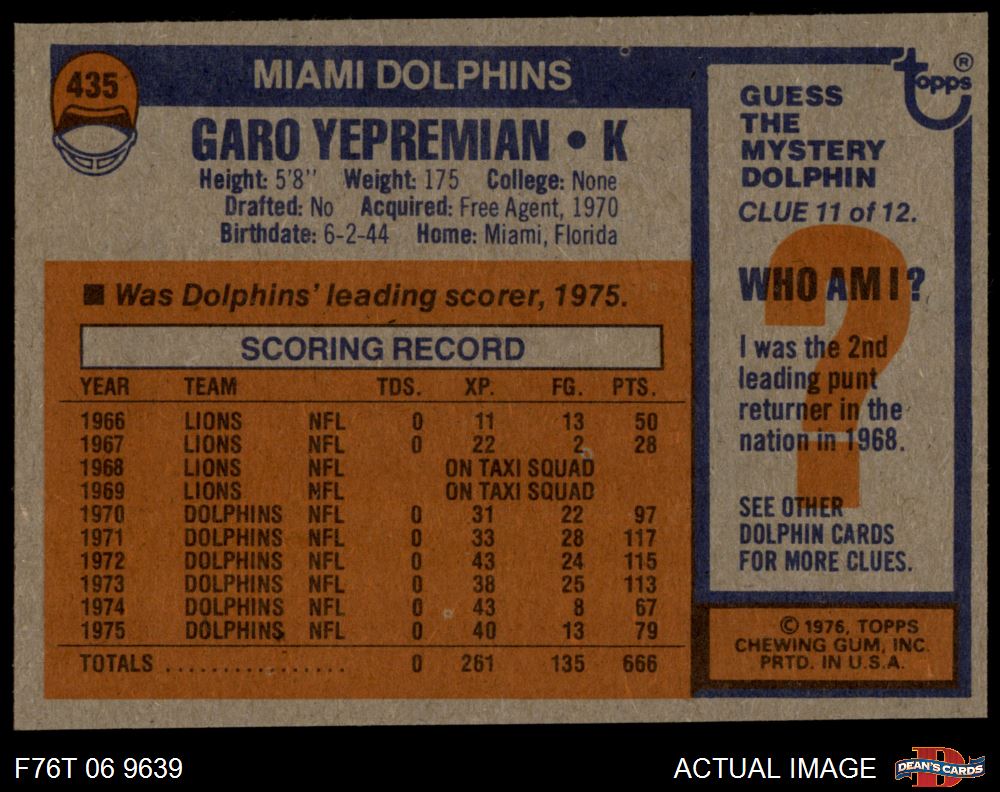 435
MIAMI DOLPHINS
GARO YEPREMIAN • K
Height: 5'8" Weight: 175 College: None
Drafted: No Acquired: Free Agent, 1970
Birthdate: 6-2-44 Home: Miami, Florida
■ Was Dolphins' leading scorer, 1975.
SCORING RECORD
YEAR TEAM TDS. XP. FG. PTS.
1966 LIONS NFL 0 11 13 50
1967 LIONS NFL 0 22 2 28
1968 LIONS NFL ON TAXI SQUAD
1969 LIONS NFL ON TAXI SQUAD
1970 DOLPHINS NFL 0 31 22 97
1971 DOLPHINS NFL 0 33 28 117
1972 DOLPHINS NFL 0 43 24 115
1973 DOLPHINS NFL 0 38 25 113
1974 DOLPHINS NFL 0 43 8 67
1975 DOLPHINS NFL 0 40 13 79
TOTALS ................. 0 261 135 666
topps ®
GUESS
THE
MYSTERY
DOLPHIN
CLUE 11 of 12.
?
WHO AM I?
I was the 2nd
leading punt
returner in the
nation in 1968.
SEE OTHER
DOLPHIN CARDS
FOR MORE CLUES.
© 1976, TOPPS
CHEWING GUM, INC.
PRTD. IN U.S.A.
F76T 06 9639
ACTUAL IMAGE
D
DEAN'S CARDS